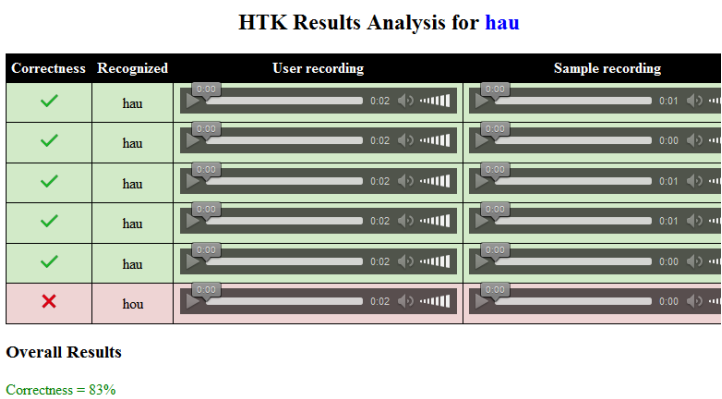 HTK Results Analysis for hau
Correctness Recognized User recording Sample recording
hau 0:00 0:02 0:00 0:01
hau 0:00 0:02 0:00 0:00
hau 0:00 0:02 0:00 0:01
hau 0:00 0:02 0:00 0:01
hau 0:00 0:02 0:00 0:00
hou 0:00 0:02 0:00 0:00
Overall Results
Correctness = 83%